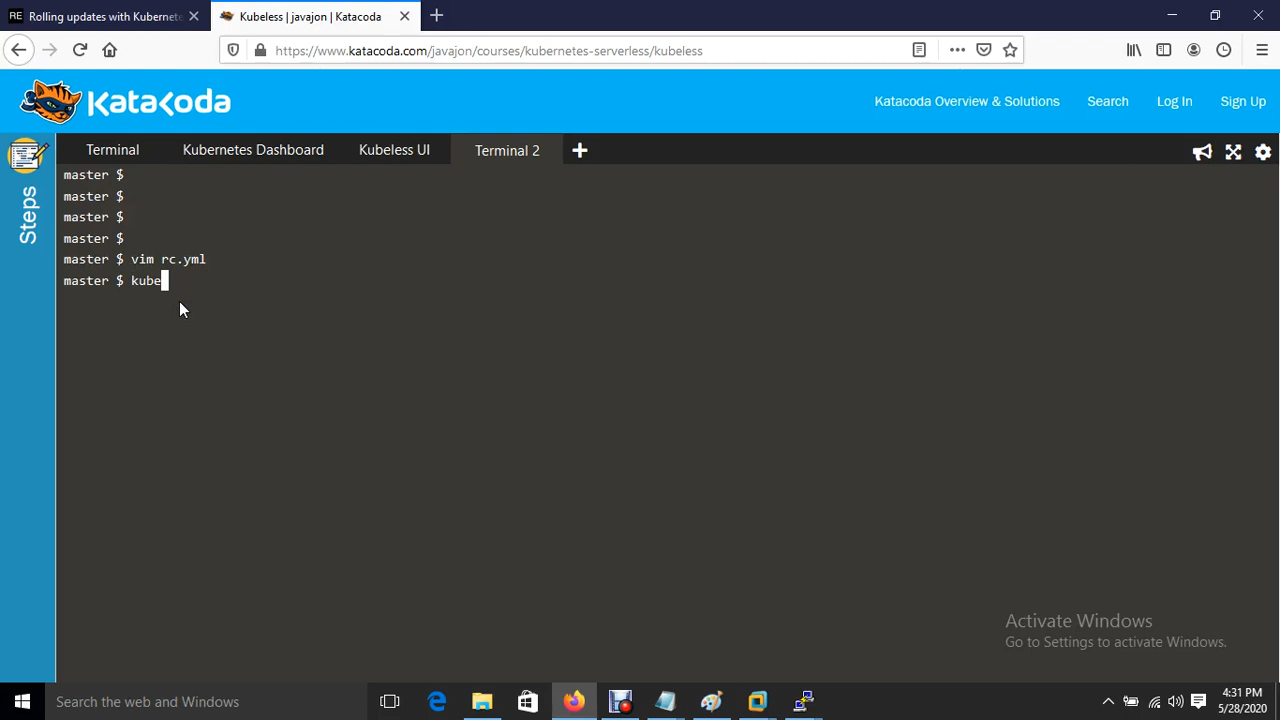 RE Rolling updates with Kubernete
Kubeless | javajon | Katacoda
https://www.katacoda.com/javajon/courses/kubernetes-serverless/kubeless
KataKoda
Katacoda Overview & Solutions
Search
Log In
Sign Up
Steps
Terminal
Kubernetes Dashboard
Kubeless UI
Terminal 2
master $
master $
master $
master $
master $ vim rc.yml
master $ kube
Activate Windows
Go to Settings to activate Windows.
Search the web and Windows
4:31 PM
5/28/2020